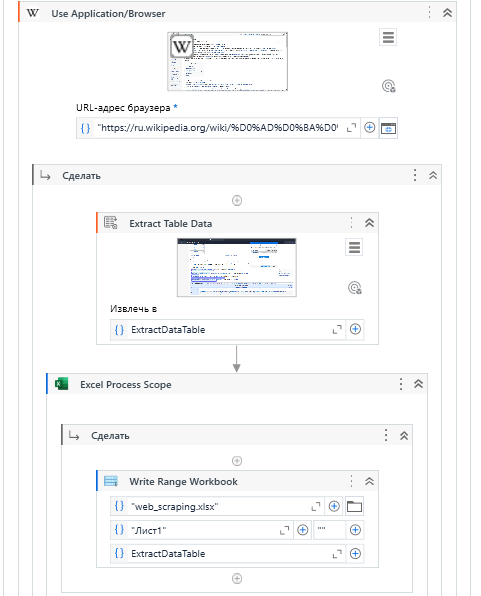 W Use Application/Browser
W
URL-адрес браузера *
"https://ru.wikipedia.org/wiki/%D0%AD%D0%BA%D0%
Сделать
Extract Table Data
Извлечь в
ExtractDataTable
Excel Process Scope
Сделать
Write Range Workbook
"web_scraping.xlsx"
"Лист1" ""
ExtractDataTable